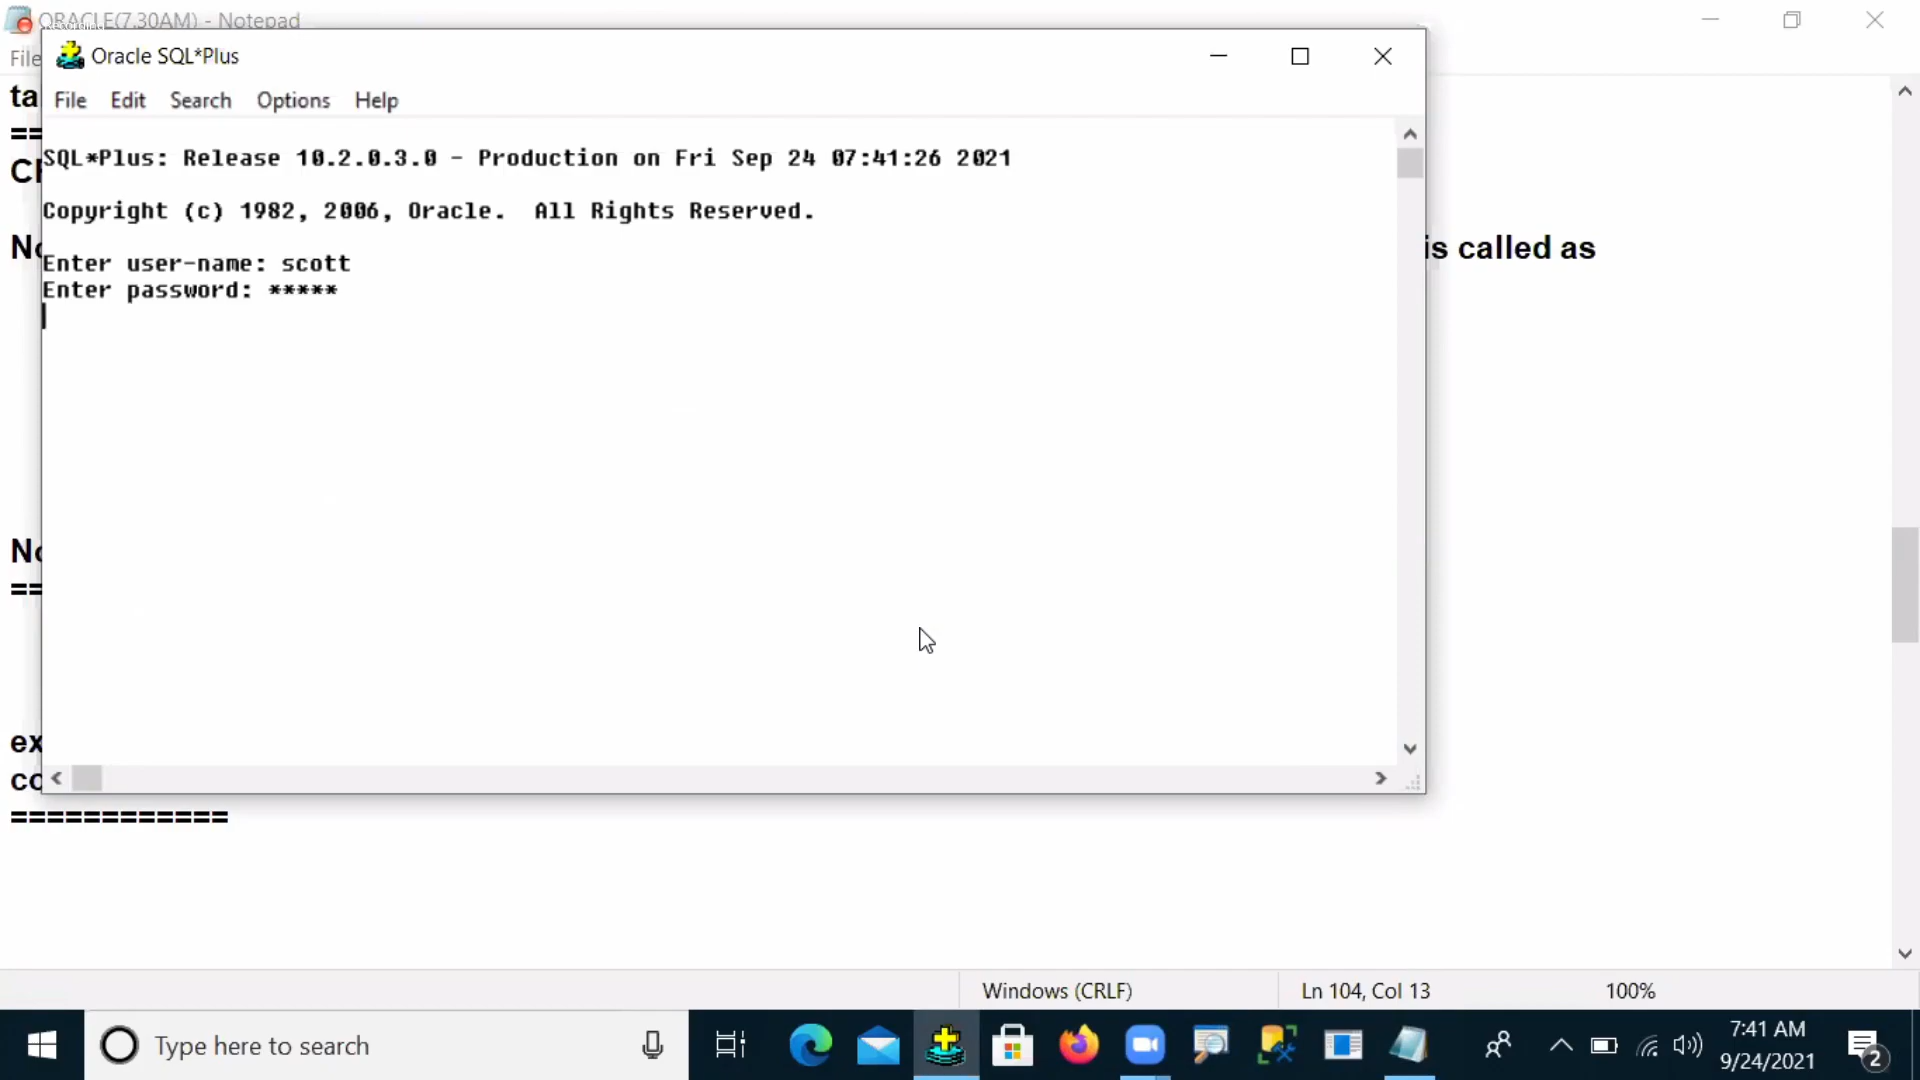 ORACLE(7.30AM) - Notepad
Recording
File
Oracle SQL*Plus
File Edit Search Options Help
ta
==
SQL*Plus: Release 10.2.0.3.0 - Production on Fri Sep 24 07:41:26 2021
Copyright (c) 1982, 2006, Oracle. All Rights Reserved.
is called as
Enter user-name: scott
Enter password: *****
==
ex
============
Windows (CRLF)
Ln 104, Col 13
100%
Type here to search
7:41 AM
9/24/2021
2